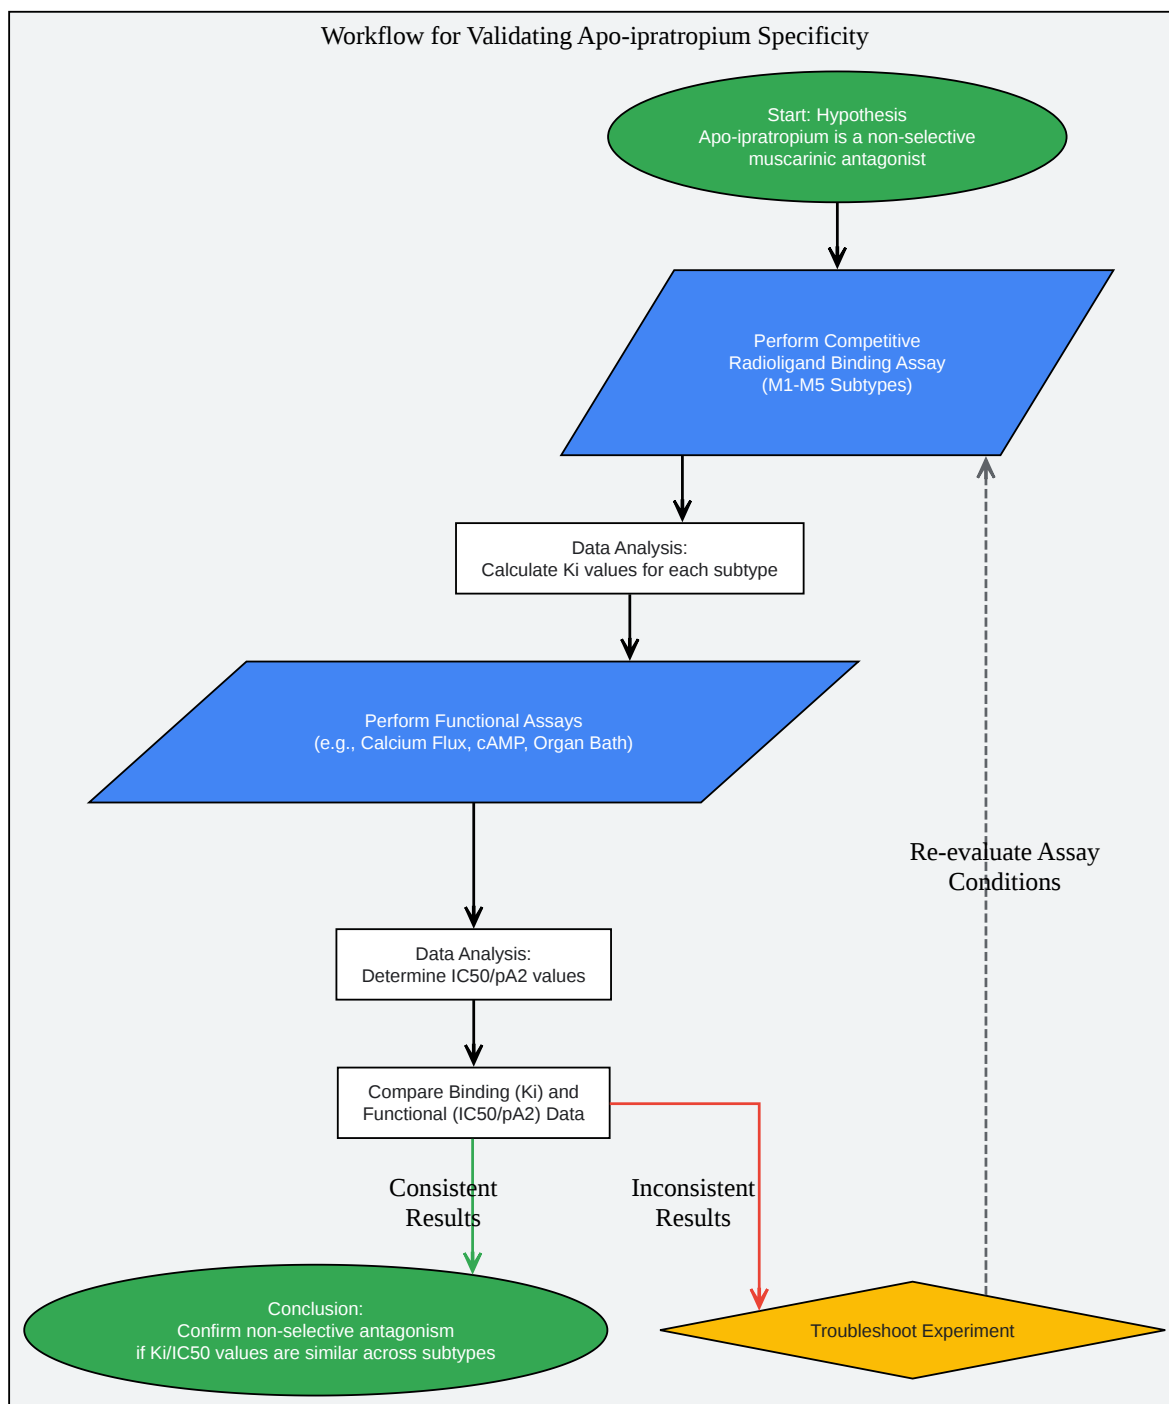 Workflow for Validating Apo-ipratropium Specificity
Start: Hypothesis
Apo-ipratropium is a non-selective
muscarinic antagonist
Perform Competitive
Radioligand Binding Assay
(M1-M5 Subtypes)
Data Analysis:
Calculate Ki values for each subtype
Perform Functional Assays
(e.g., Calcium Flux, cAMP, Organ Bath)
Re-evaluate Assay
Conditions
Data Analysis:
Determine IC50/pA2 values
Compare Binding (Ki) and
Functional (IC50/pA2) Data
Consistent
Results
Inconsistent
Results
Conclusion:
Confirm non-selective antagonism
if Ki/IC50 values are similar across subtypes
Troubleshoot Experiment